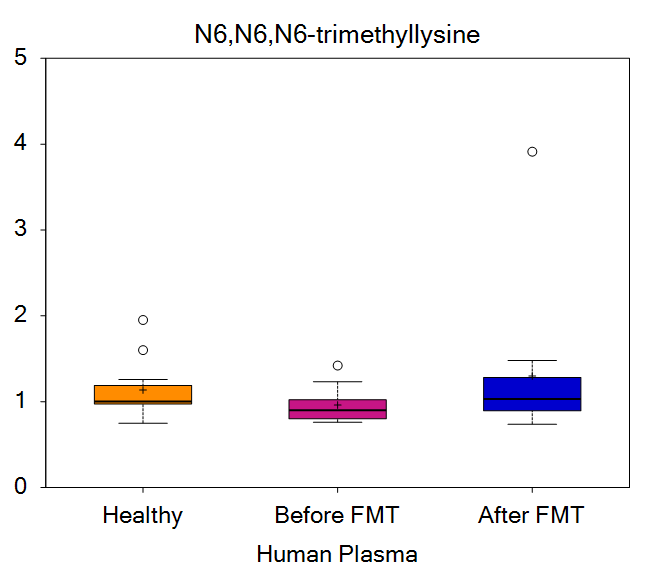 N6,N6,N6-trimethyllysine
5
4
3
2
1
0
Healthy Before FMT After FMT
Human Plasma